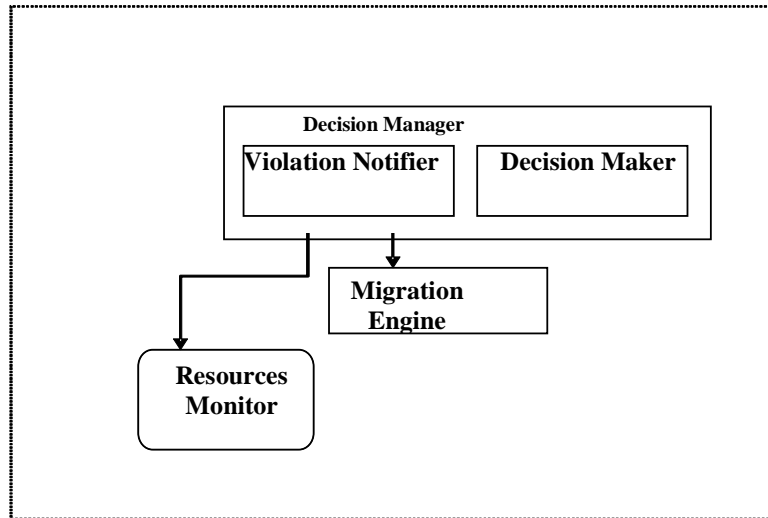 Decision Manager
Violation Notifier
Decision Maker
Migration
Engine
Resources
Monitor